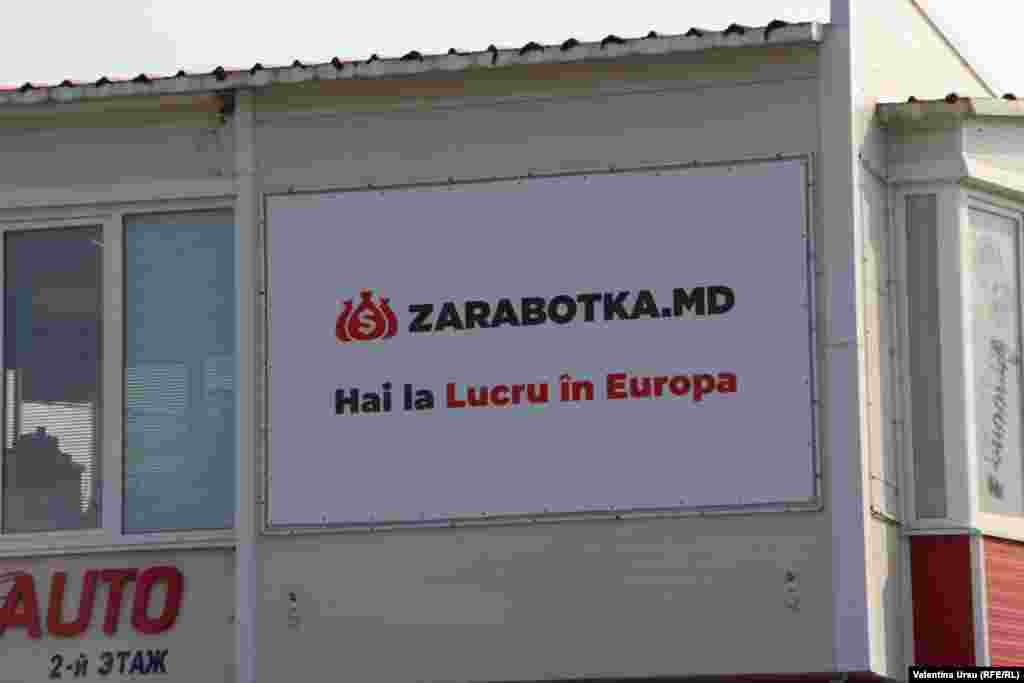 ZARABOTKA.MD
Hai la Lucru în Europa
AUTO
2-й ЭТАЖ
Valentina Ursu (RFE/RL)